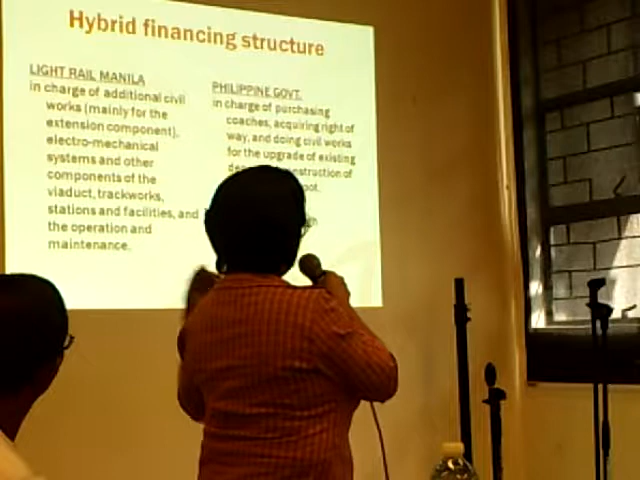 Hybrid financing structure
LIGHT RAIL MANILA
in charge of additional civil
works (mainly for the
extension component),
electro-mechanical
systems and other
components of the
viaduct, trackworks,
stations and facilities, and
the operation and
maintenance.
PHILIPPINE GOVT.
in charge of purchasing
coaches, acquiring right of
way, and doing civil works
for the upgrade of existing